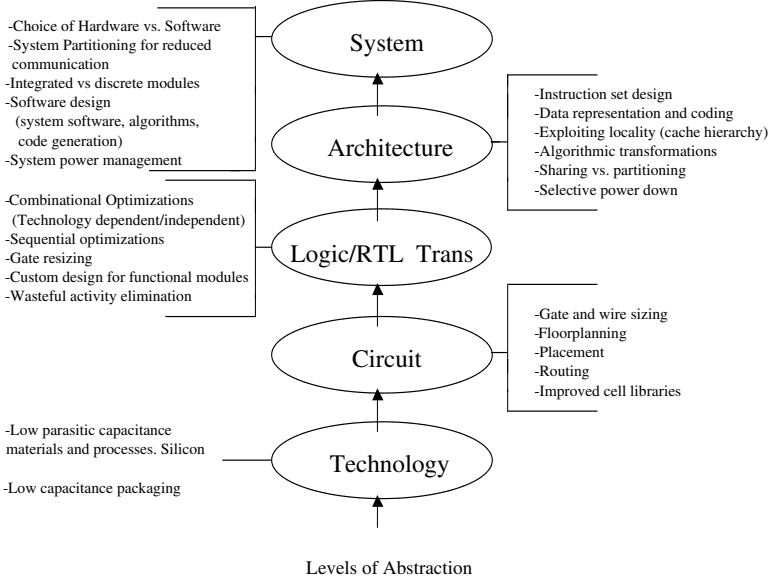 -Choice of Hardware vs. Software
-System Partitioning for reduced
communication
-Integrated vs discrete modules
-Software design
(system software, algorithms,
code generation)
-System power management
System
Architecture
-Instruction set design
-Data representation and coding
-Exploiting locality (cache hierarchy)
-Algorithmic transformations
-Sharing vs. partitioning
-Selective power down
-Combinational Optimizations
(Technology dependent/independent)
-Sequential optimizations
-Gate resizing
-Custom design for functional modules
-Wasteful activity elimination
Logic/RTL Trans
Circuit
-Gate and wire sizing
-Floorplanning
-Placement
-Routing
-Improved cell libraries
-Low parasitic capacitance
materials and processes. Silicon
-Low capacitance packaging
Technology
Levels of Abstraction